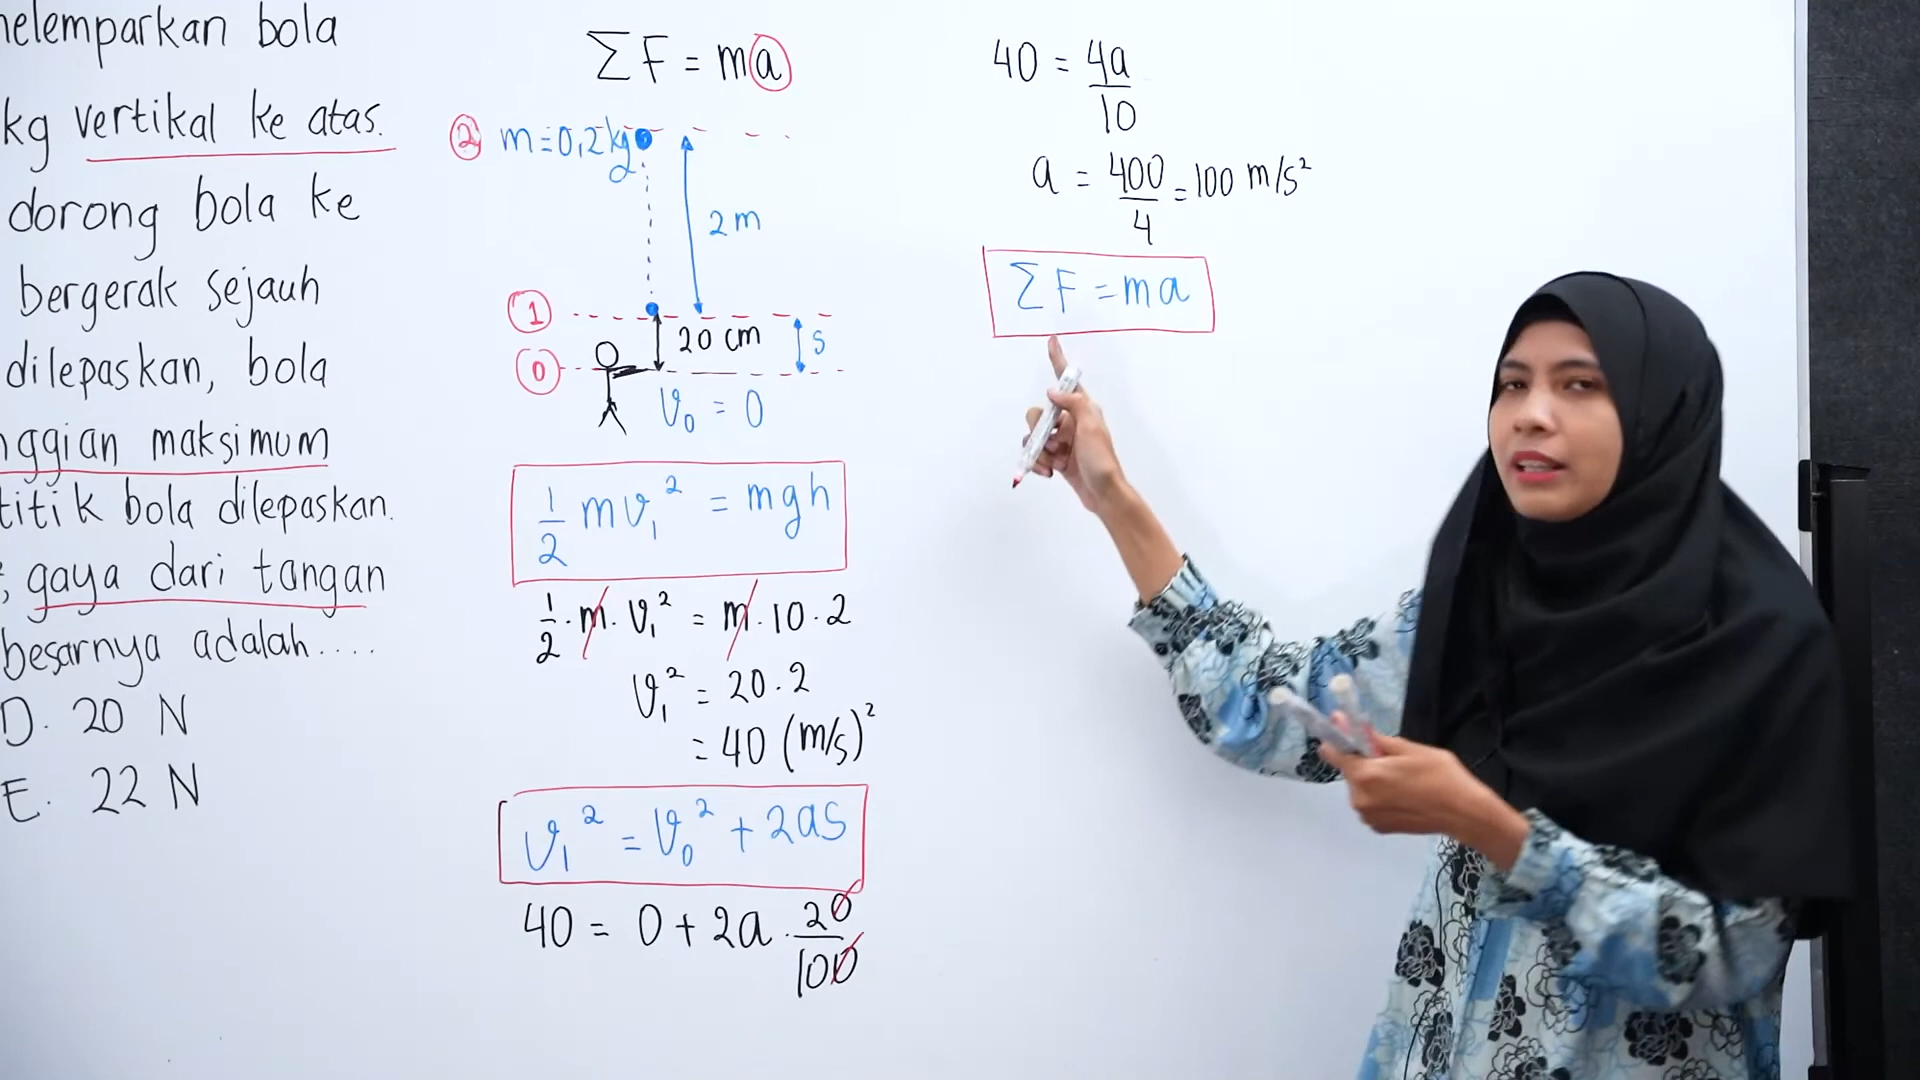 melemparkan bola
kg vertikal ke atas.
dorong bola ke
bergerak sejauh
dilepaskan, bola
nggian maksimum
titik bola dilepaskan.
; gaya dari tangan
besarnya adalah....
D. 20 N
E. 22 N
ΣF = ma
2 m = 0,2 kg
2 m
1
20 cm
s
0
v₀ = 0
1/2 mv₁² = mgh
1/2 · m · v₁² = m · 10 · 2
v₁² = 20 · 2
= 40 (m/s)²
v₁² = v₀² + 2as
40 = 0 + 2a · 20/100
40 = 4a/10
a = 400/4 = 100 m/s²
ΣF = ma